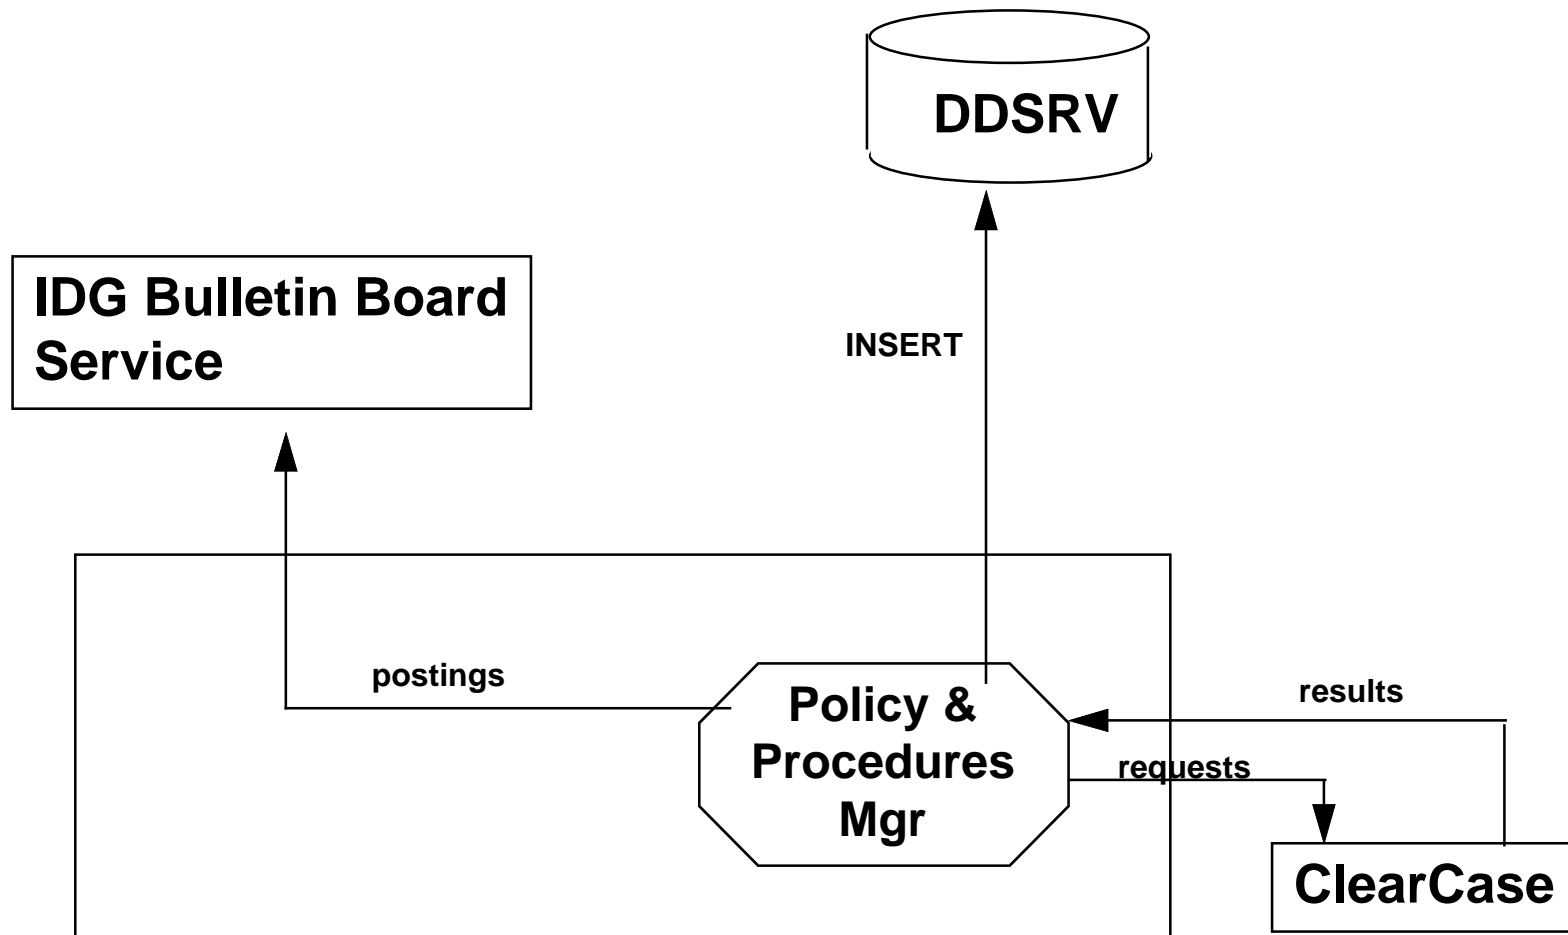 DDSRV
IDG Bulletin Board
Service
INSERT
postings
Policy &
Procedures
Mgr
results
requests
ClearCase